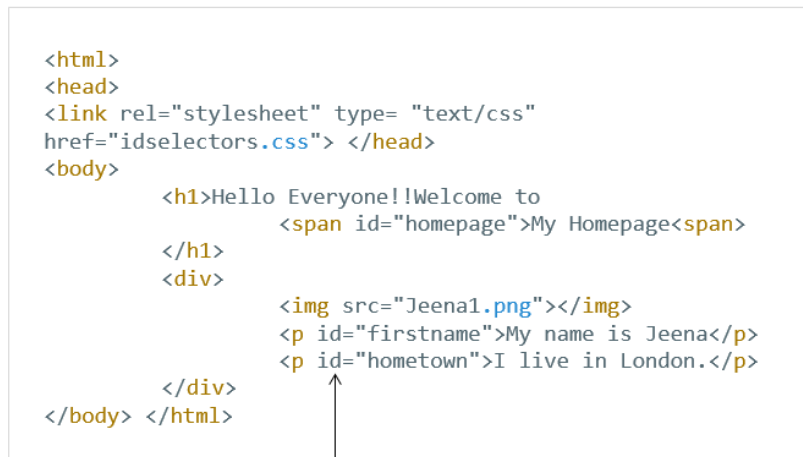 <html>
<head>
<link rel="stylesheet" type= "text/css"
href="idselectors.css"> </head>
<body>
<h1>Hello Everyone!!Welcome to
<span id="homepage">My Homepage<span>
</h1>
<div>
<img src="Jeena1.png"></img>
<p id="firstname">My name is Jeena</p>
<p id="hometown">I live in London.</p>
</div>
</body> </html>